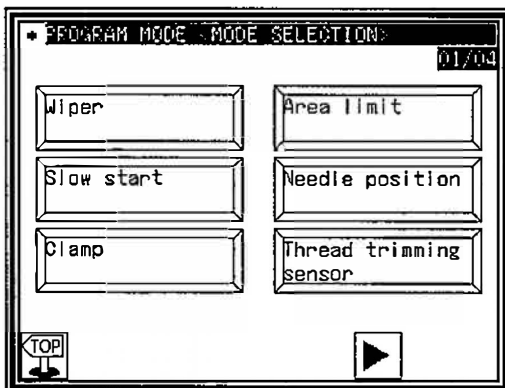 * PROGRAM MODE <MODE SELECTION>
01/04
Wiper
Area limit
Slow start
Needle position
Clamp
Thread trimming
sensor
TOP